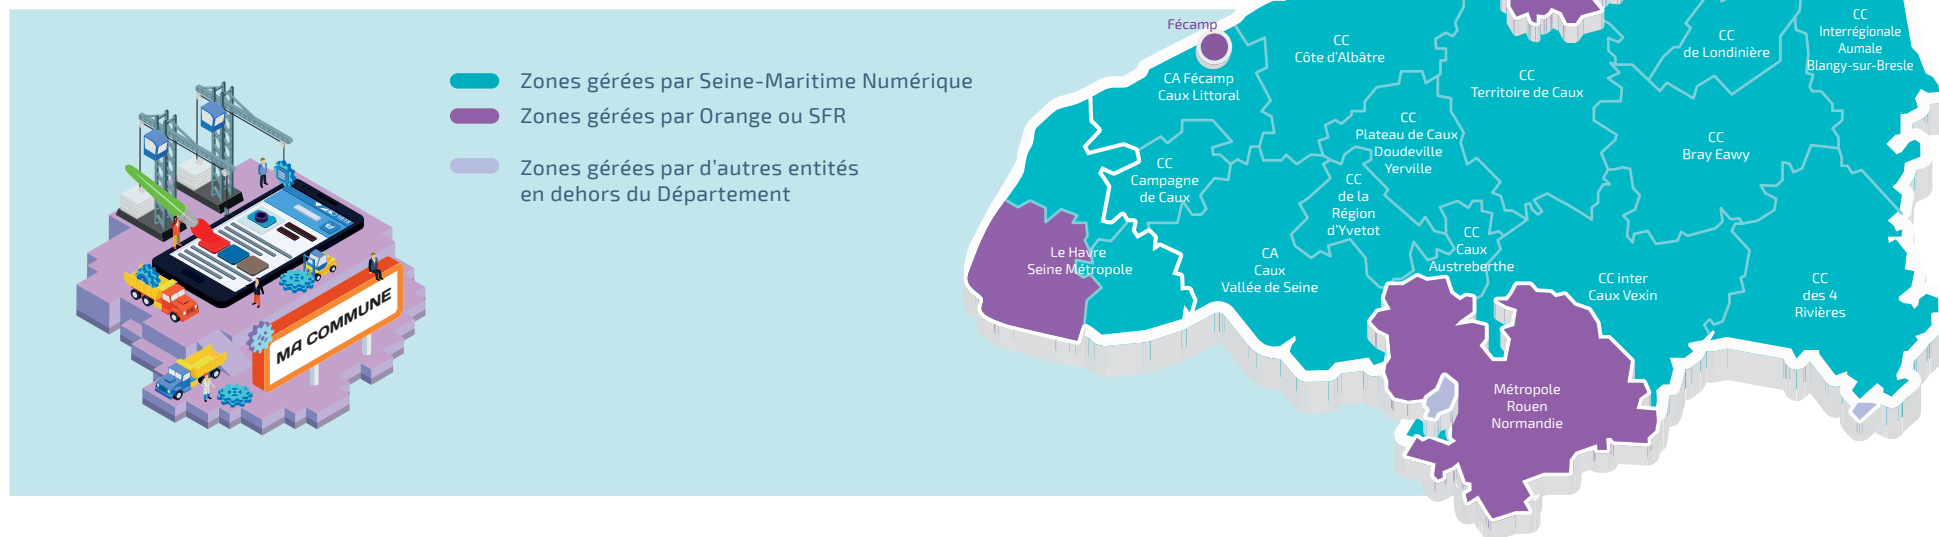 Zones gérées par Seine-Maritime Numérique
Zones gérées par Orange ou SFR
Zones gérées par d'autres entités
en dehors du Département
MA COMMUNE
Fécamp
CA Fécamp
Caux Littoral
CC
Côte d'Albâtre
CC
Territoire de Caux
CC
de Londinière
CC
Interrégionale
Aumale
Blangy-sur-Bresle
CC
Plateau de Caux
Doudeville
Yerville
CC
Bray Eawy
CC
Campagne
de Caux
CC
de la
Région
d'Yvetot
CC
Caux
Austreberthe
Le Havre
Seine Métropole
CA
Caux
Vallée de Seine
CC inter
Caux Vexin
CC
des 4
Rivières
Métropole
Rouen
Normandie